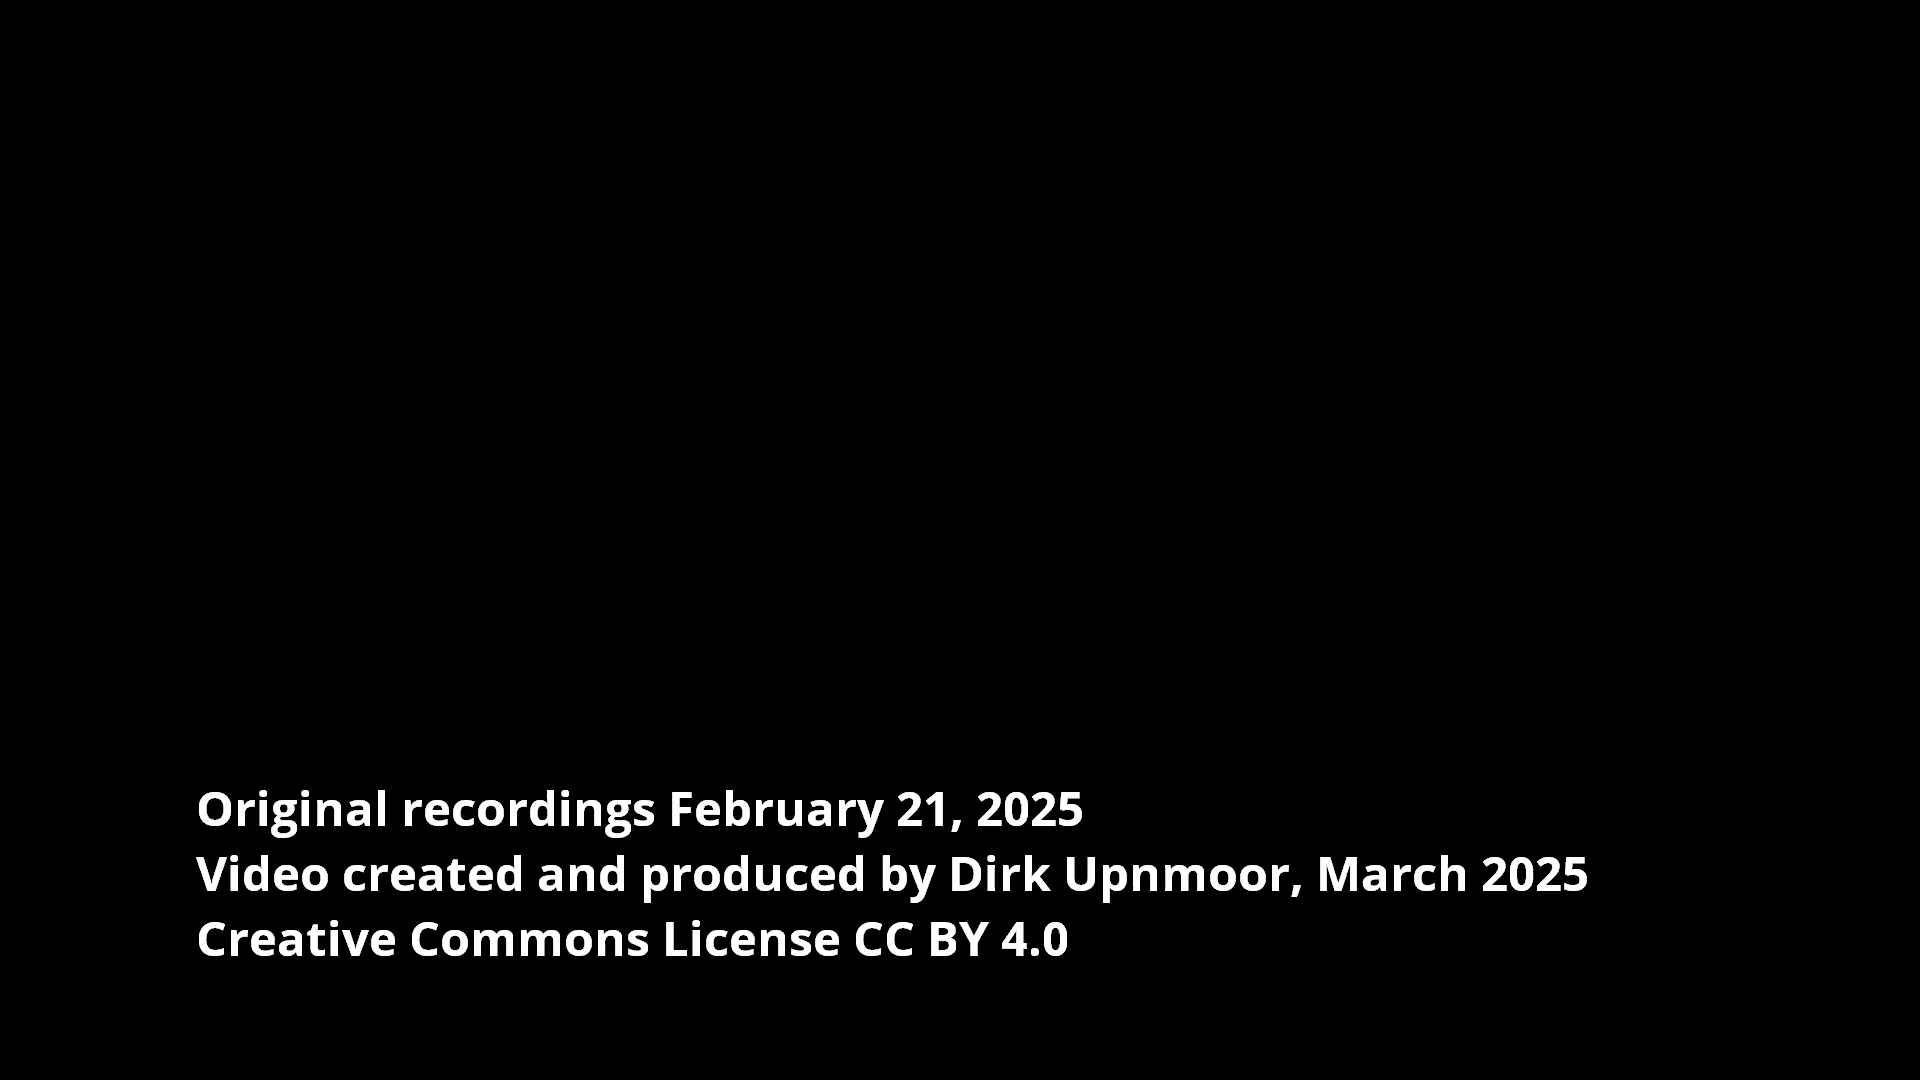 Original recordings February 21, 2025
Video created and produced by Dirk Upnmoor, March 2025
Creative Commons License CC BY 4.0